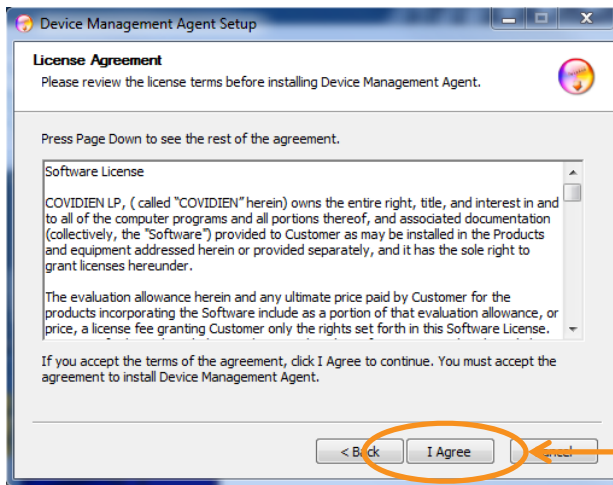 Device Management Agent Setup
License Agreement
Please review the license terms before installing Device Management Agent.
Press Page Down to see the rest of the agreement.
Software License
COVIDIEN LP, ( called “COVIDIEN” herein) owns the entire right, title, and interest in and
to all of the computer programs and all portions thereof, and associated documentation
(collectively, the "Software") provided to Customer as may be installed in the Products
and equipment addressed herein or provided separately, and it has the sole right to
grant licenses hereunder.
The evaluation allowance herein and any ultimate price paid by Customer for the
products incorporating the Software include as a portion of that evaluation allowance, or
price, a license fee granting Customer only the rights set forth in this Software License.
If you accept the terms of the agreement, click I Agree to continue. You must accept the
agreement to install Device Management Agent.
< Back I Agree Cancel